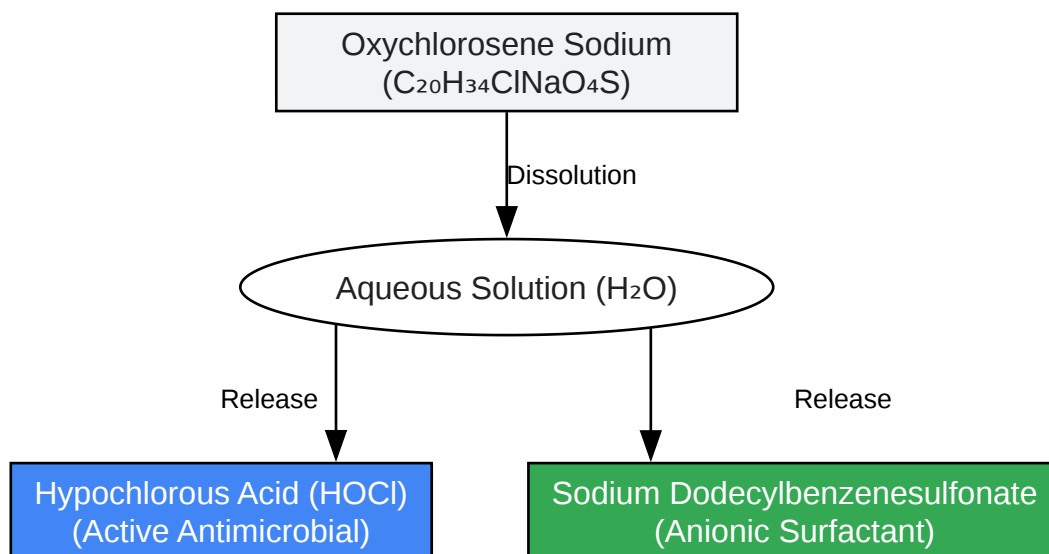 Oxychlorosene Sodium
(C₂₀H₃₄ClNaO₄S)
Dissolution
Aqueous Solution (H₂O)
Release
Release
Hypochlorous Acid (HOCl)
(Active Antimicrobial)
Sodium Dodecylbenzenesulfonate
(Anionic Surfactant)